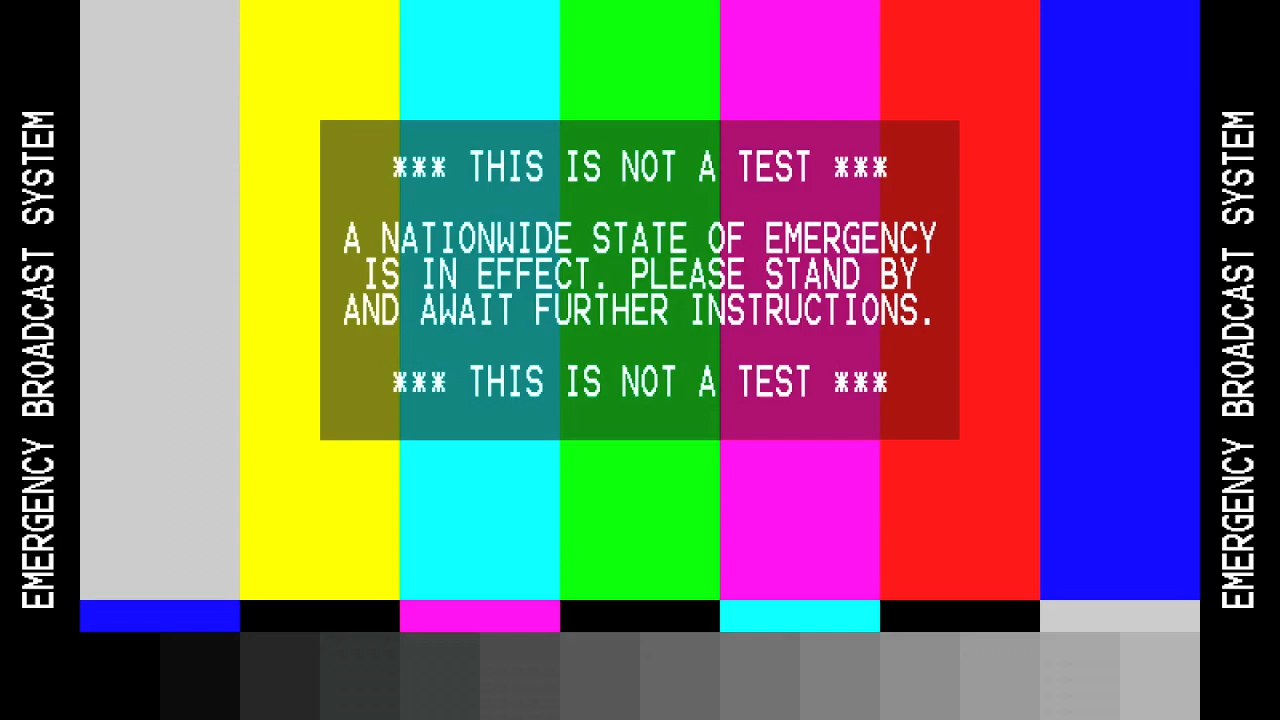 EMERGENCY BROADCAST SYSTEM
*** THIS IS NOT A TEST ***
A NATIONWIDE STATE OF EMERGENCY
IS IN EFFECT. PLEASE STAND BY
AND AWAIT FURTHER INSTRUCTIONS.
*** THIS IS NOT A TEST ***
EMERGENCY BROADCAST SYSTEM